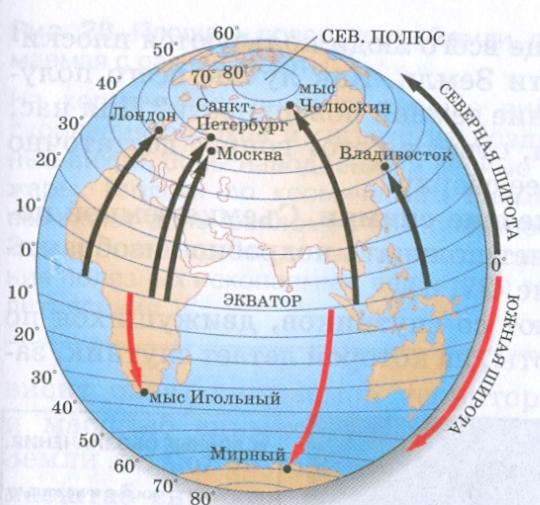 60°
СЕВ. ПОЛЮС
50°
40°
70°
80°
мыс
Челюскин
Санкт-
Петербург
Лондон
30°
Москва
Владивосток
20°
СЕВЕРНАЯ ШИРОТА
10°
0°
0°
10°
ЭКВАТОР
20°
ЮЖНАЯ ШИРОТА
30°
мыс Игольный
40°
50°
Мирный
60°
70°
80°